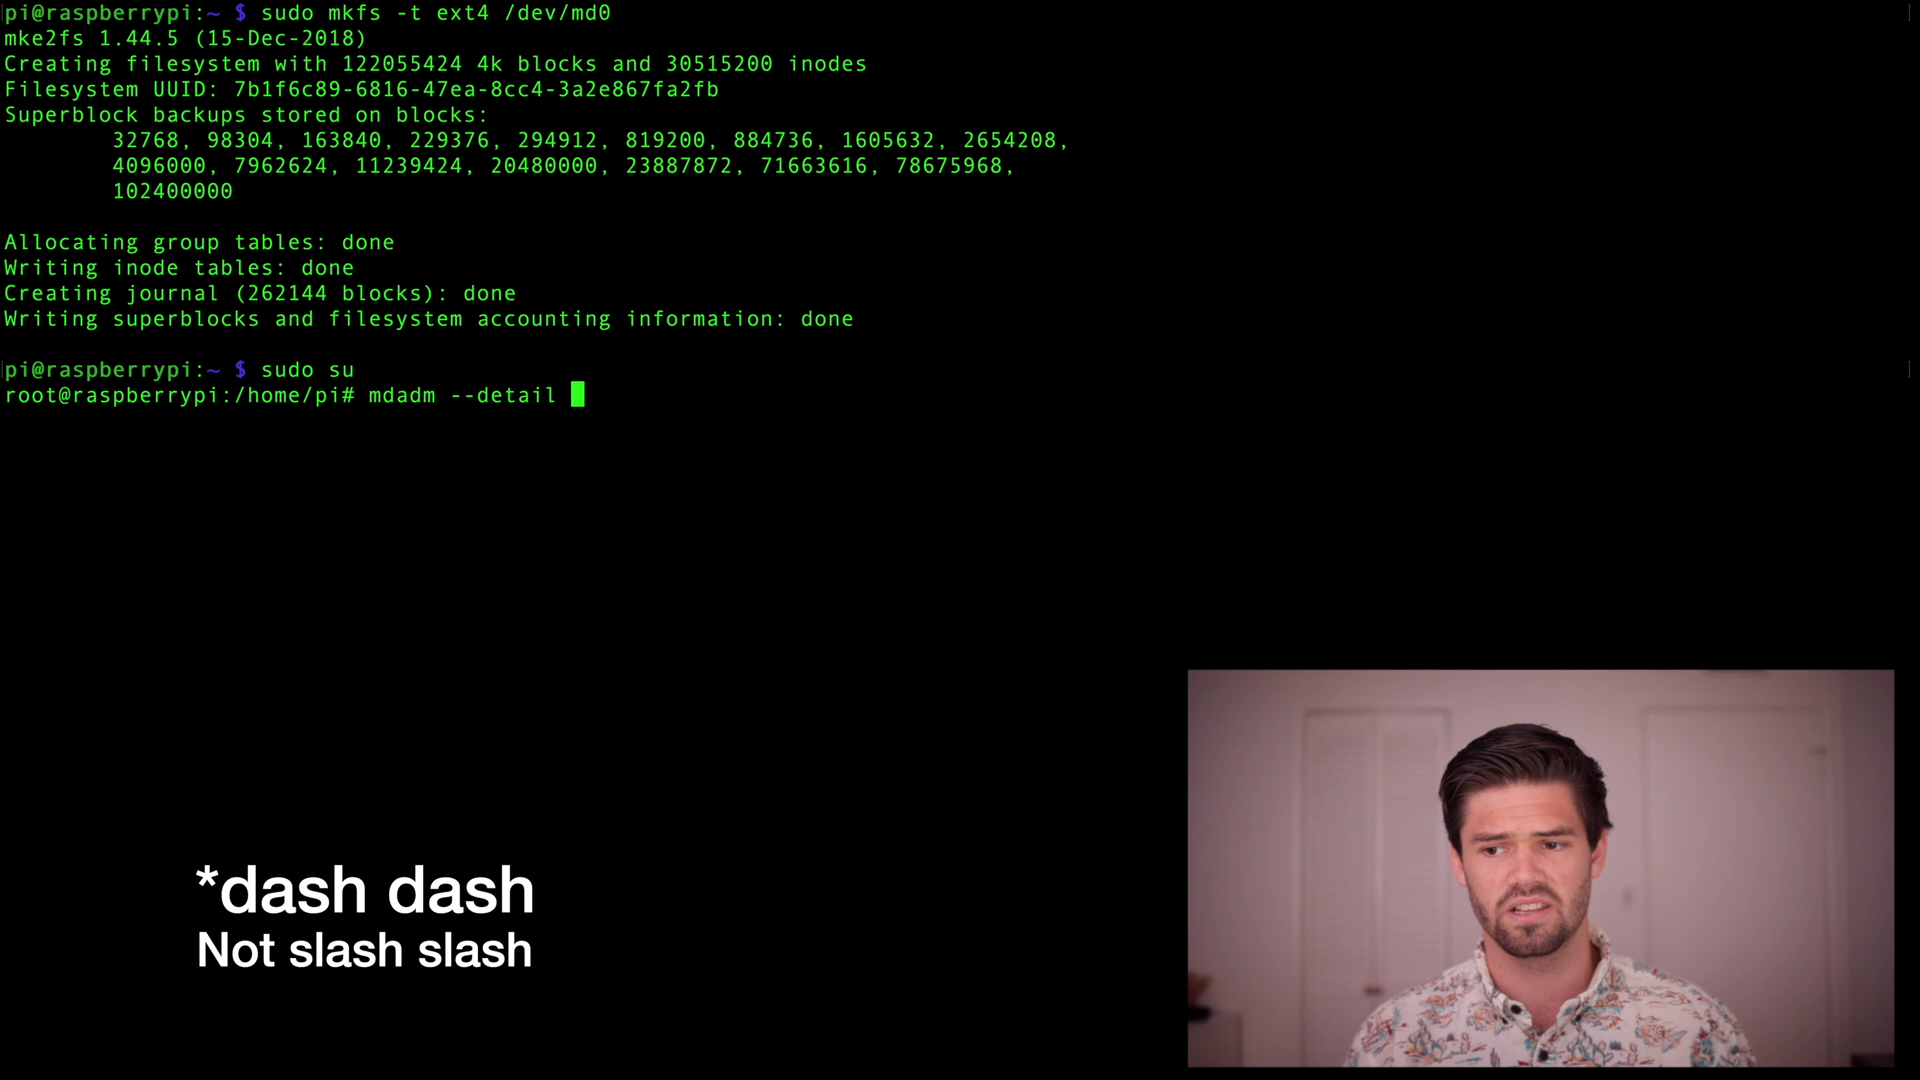 pi@raspberrypi:~ $ sudo mkfs -t ext4 /dev/md0
mke2fs 1.44.5 (15-Dec-2018)
Creating filesystem with 122055424 4k blocks and 30515200 inodes
Filesystem UUID: 7b1f6c89-6816-47ea-8cc4-3a2e867fa2fb
Superblock backups stored on blocks:
32768, 98304, 163840, 229376, 294912, 819200, 884736, 1605632, 2654208,
4096000, 7962624, 11239424, 20480000, 23887872, 71663616, 78675968,
102400000
Allocating group tables: done
Writing inode tables: done
Creating journal (262144 blocks): done
Writing superblocks and filesystem accounting information: done
pi@raspberrypi:~ $ sudo su
root@raspberrypi:/home/pi# mdadm --detail
*dash dash
Not slash slash